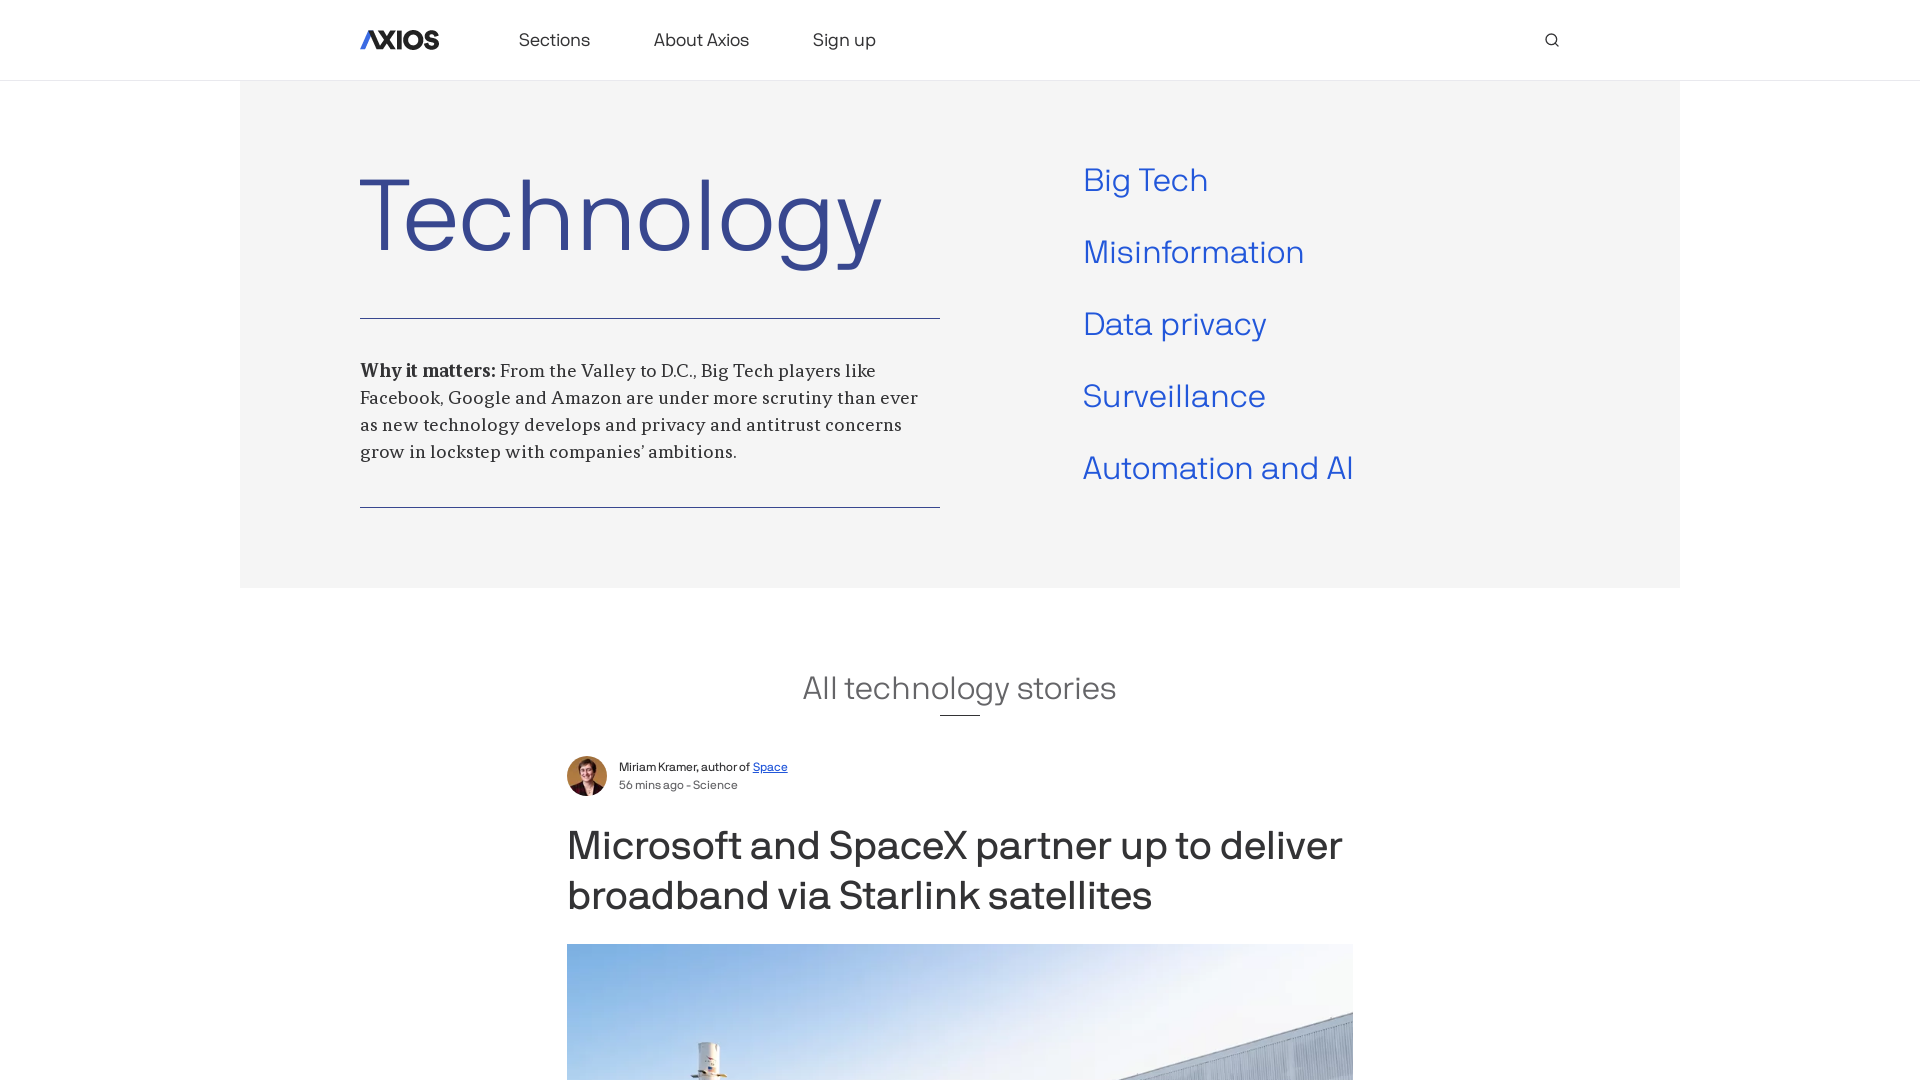 AXIOS
Sections
About Axios
Sign up
Technology
Why it matters: From the Valley to D.C., Big Tech players like
Facebook, Google and Amazon are under more scrutiny than ever
as new technology develops and privacy and antitrust concerns
grow in lockstep with companies’ ambitions.
Big Tech
Misinformation
Data privacy
Surveillance
Automation and AI
All technology stories
Miriam Kramer, author of Space
56 mins ago - Science
Microsoft and SpaceX partner up to deliver
broadband via Starlink satellites